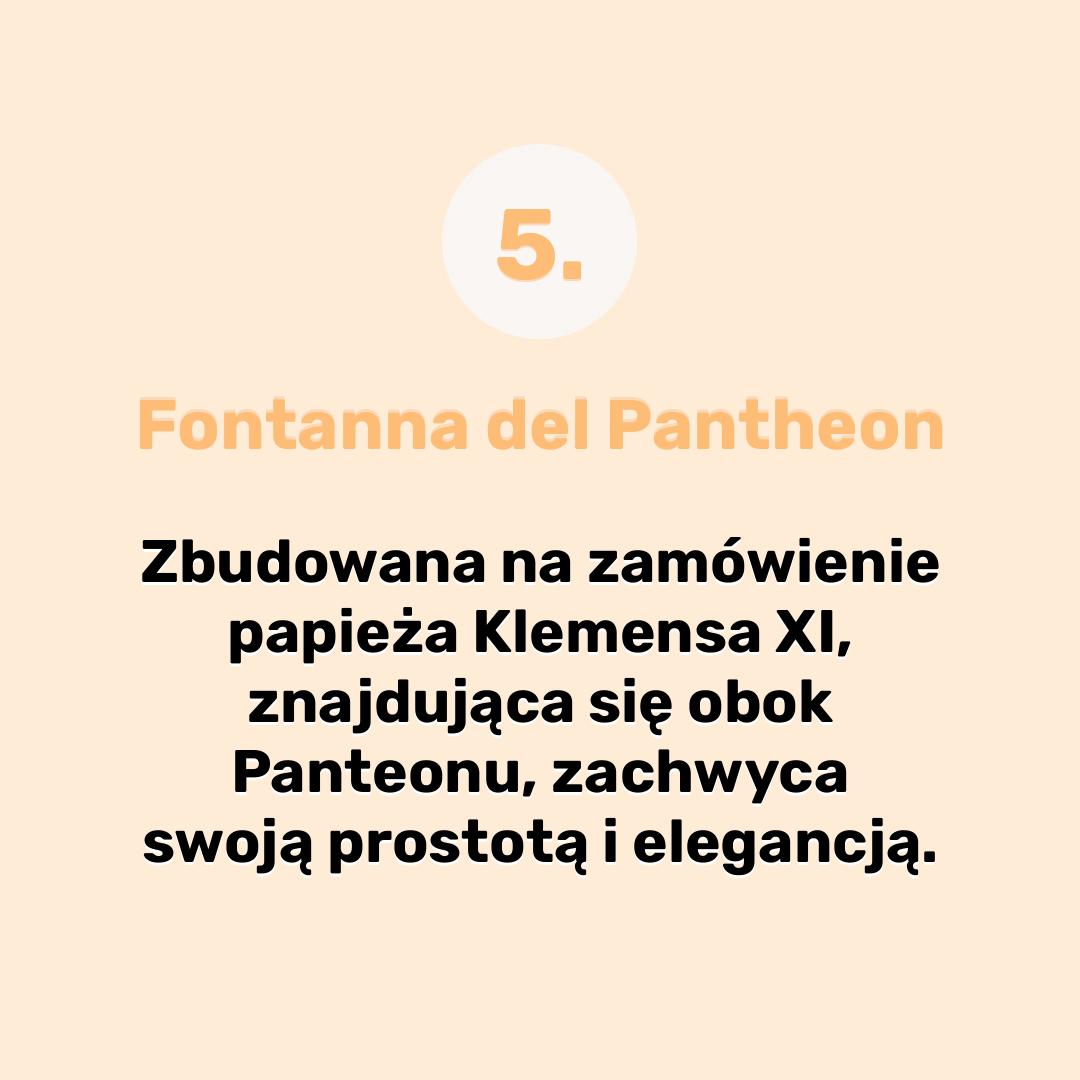 5.
Fontanna del Pantheon
Zbudowana na zamówienie
papieża Klemensa XI,
znajdująca się obok
Panteonu, zachwyca
swoją prostotą i elegancją.